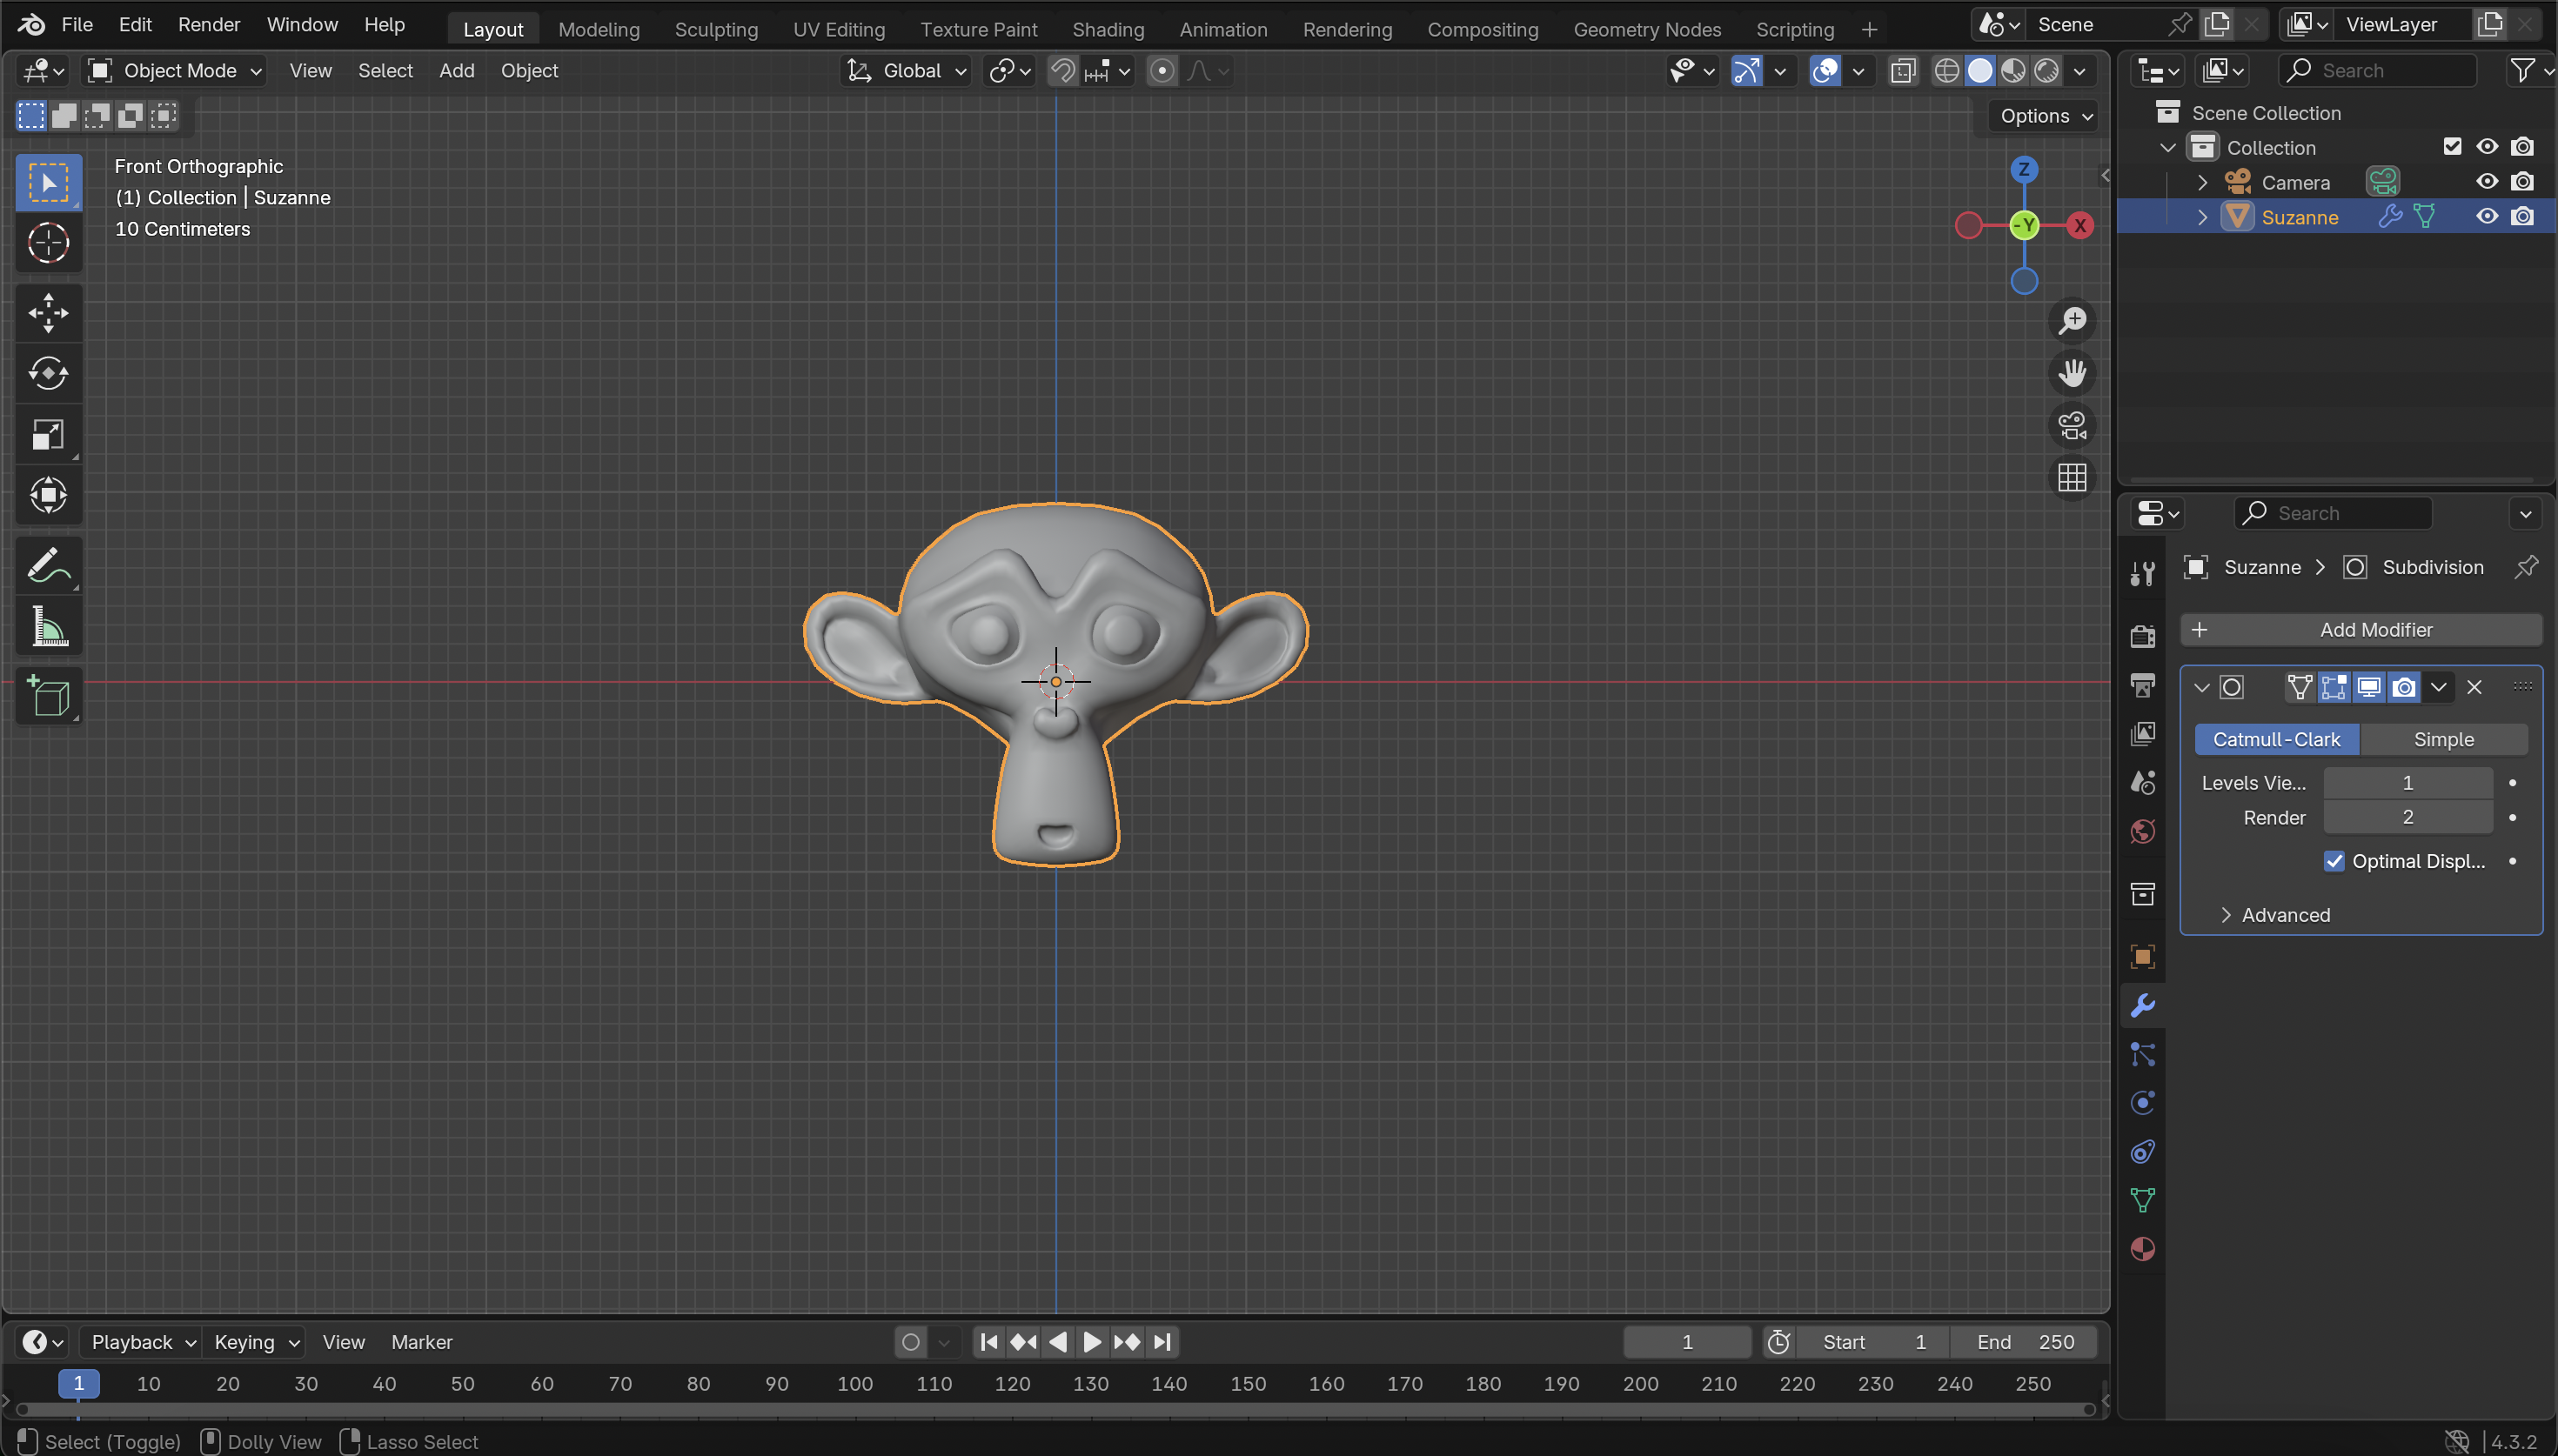 File Edit Render Window Help Layout Modeling Sculpting UV Editing Texture Paint Shading Animation Rendering Compositing Geometry Nodes Scripting + Scene ViewLayer
Object Mode View Select Add Object Global Search
Options
Front Orthographic
(1) Collection | Suzanne
10 Centimeters
Z
-Y
X
Scene Collection
Collection
Camera
Suzanne
Search
Suzanne > Subdivision
+ Add Modifier
Catmull-Clark Simple
Levels Vie... 1
Render 2
Optimal Displ...
Advanced
Playback Keying View Marker 1 Start 1 End 250
1 10 20 30 40 50 60 70 80 90 100 110 120 130 140 150 160 170 180 190 200 210 220 230 240 250
Select (Toggle) Dolly View Lasso Select 4.3.2